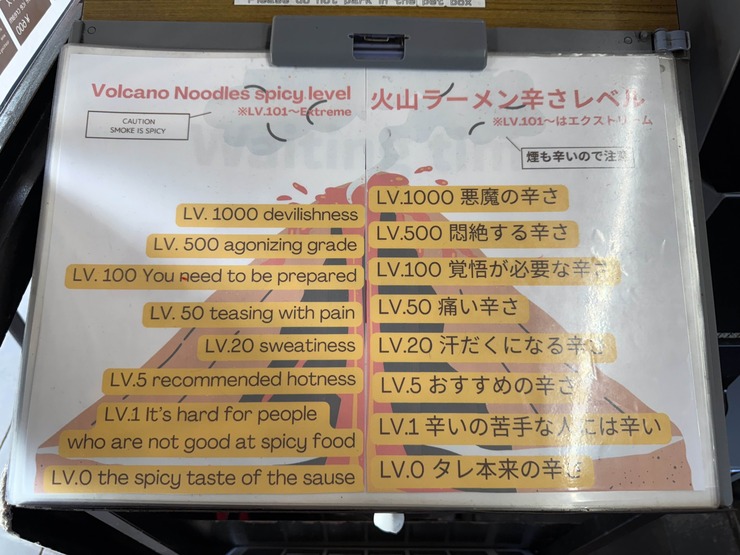 Please do not park in the pet box
Volcano Noodles spicy level
※LV.101～Extreme
CAUTION
SMOKE IS SPICY
LV. 1000 devilishness
LV. 500 agonizing grade
LV. 100 You need to be prepared
LV. 50 teasing with pain
LV.20 sweatiness
LV.5 recommended hotness
LV.1 It's hard for people
who are not good at spicy food
LV.0 the spicy taste of the sause
火山ラーメン辛さレベル
※LV.101～はエクストリーム
煙も辛いので注意
LV.1000 悪魔の辛さ
LV.500 悶絶する辛さ
LV.100 覚悟が必要な辛さ
LV.50 痛い辛さ
LV.20 汗だくになる辛さ
LV.5 おすすめの辛さ
LV.1 辛いの苦手な人には辛い
LV.0 タレ本来の辛さ